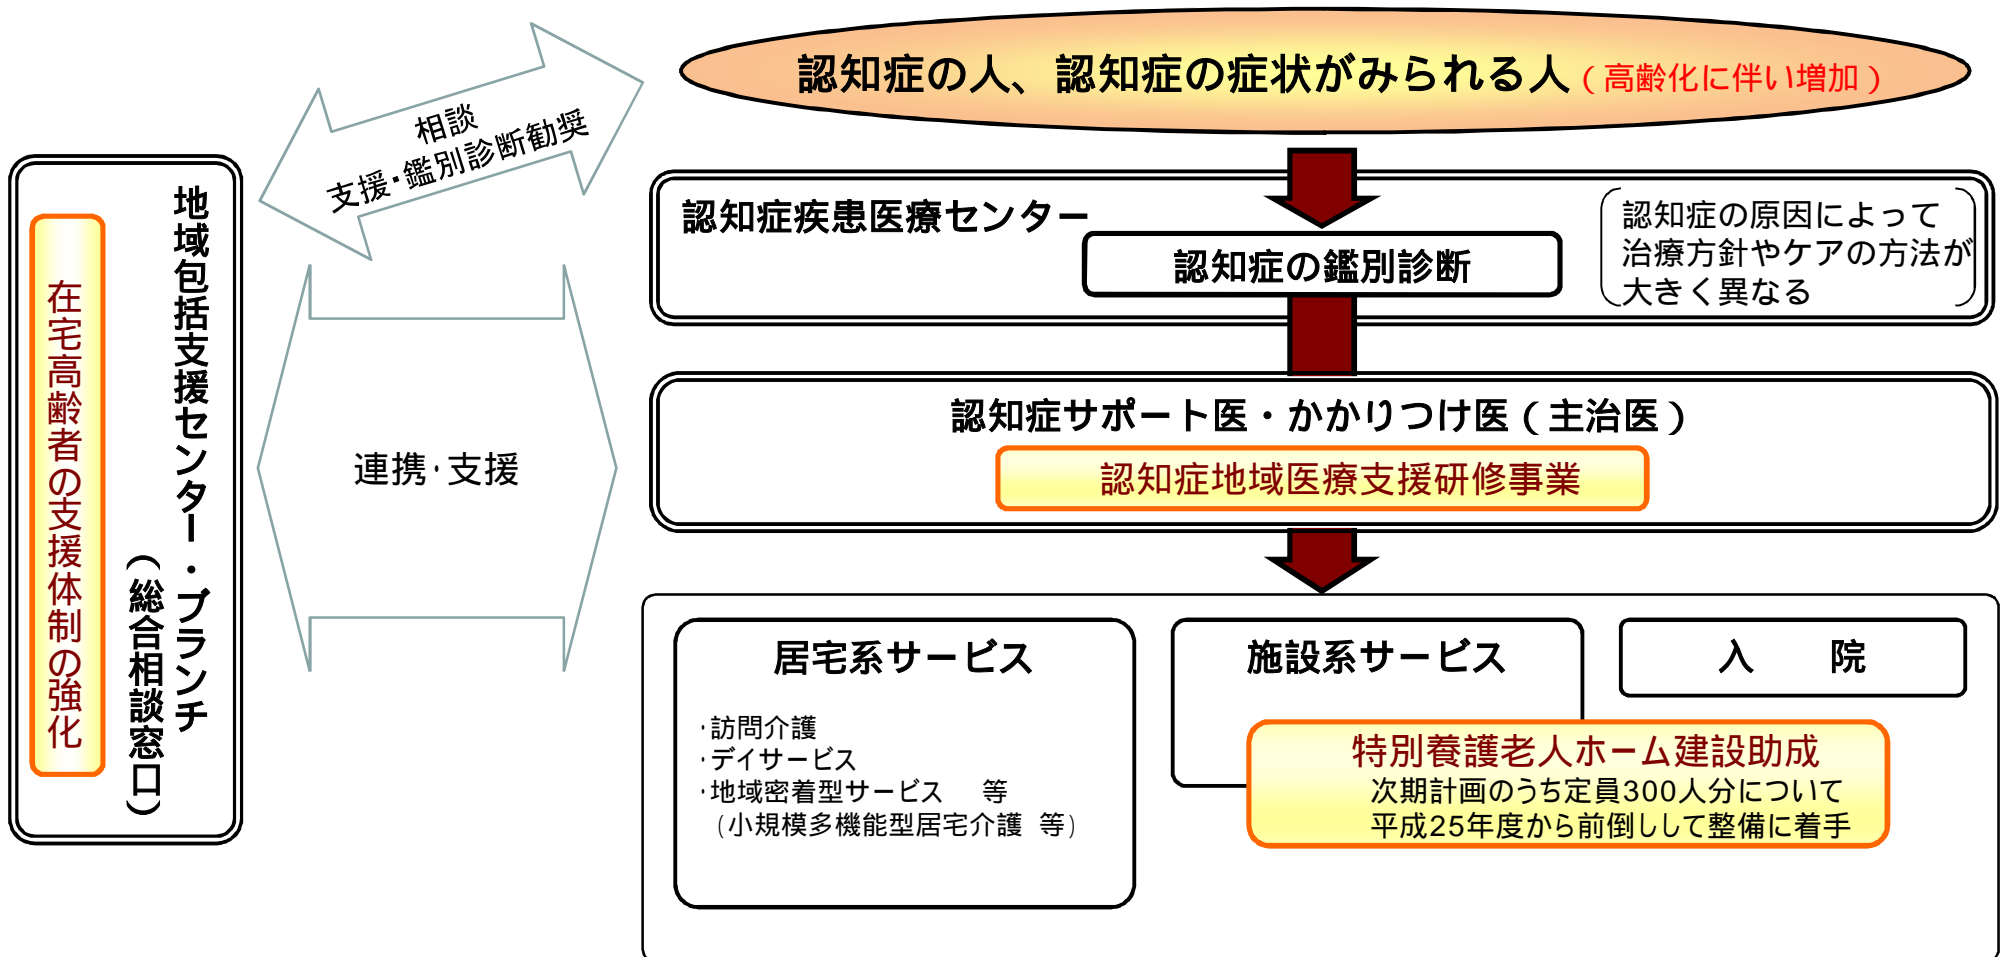 認知症の人、認知症の症状がみられる人(高齢化に伴い増加)
相談
支援・鑑別診断勧奨
地域包括支援センター・ブランチ
(総合相談窓口)
在宅高齢者の支援体制の強化
認知症疾患医療センター
認知症の鑑別診断
認知症の原因によって
治療方針やケアの方法が
大きく異なる
連携・支援
認知症サポート医・かかりつけ医(主治医)
認知症地域医療支援研修事業
居宅系サービス
・訪問介護
・デイサービス
・地域密着型サービス 等
(小規模多機能型居宅介護 等)
施設系サービス
入 院
特別養護老人ホーム建設助成
次期計画のうち定員300人分について
平成25年度から前倒しして整備に着手